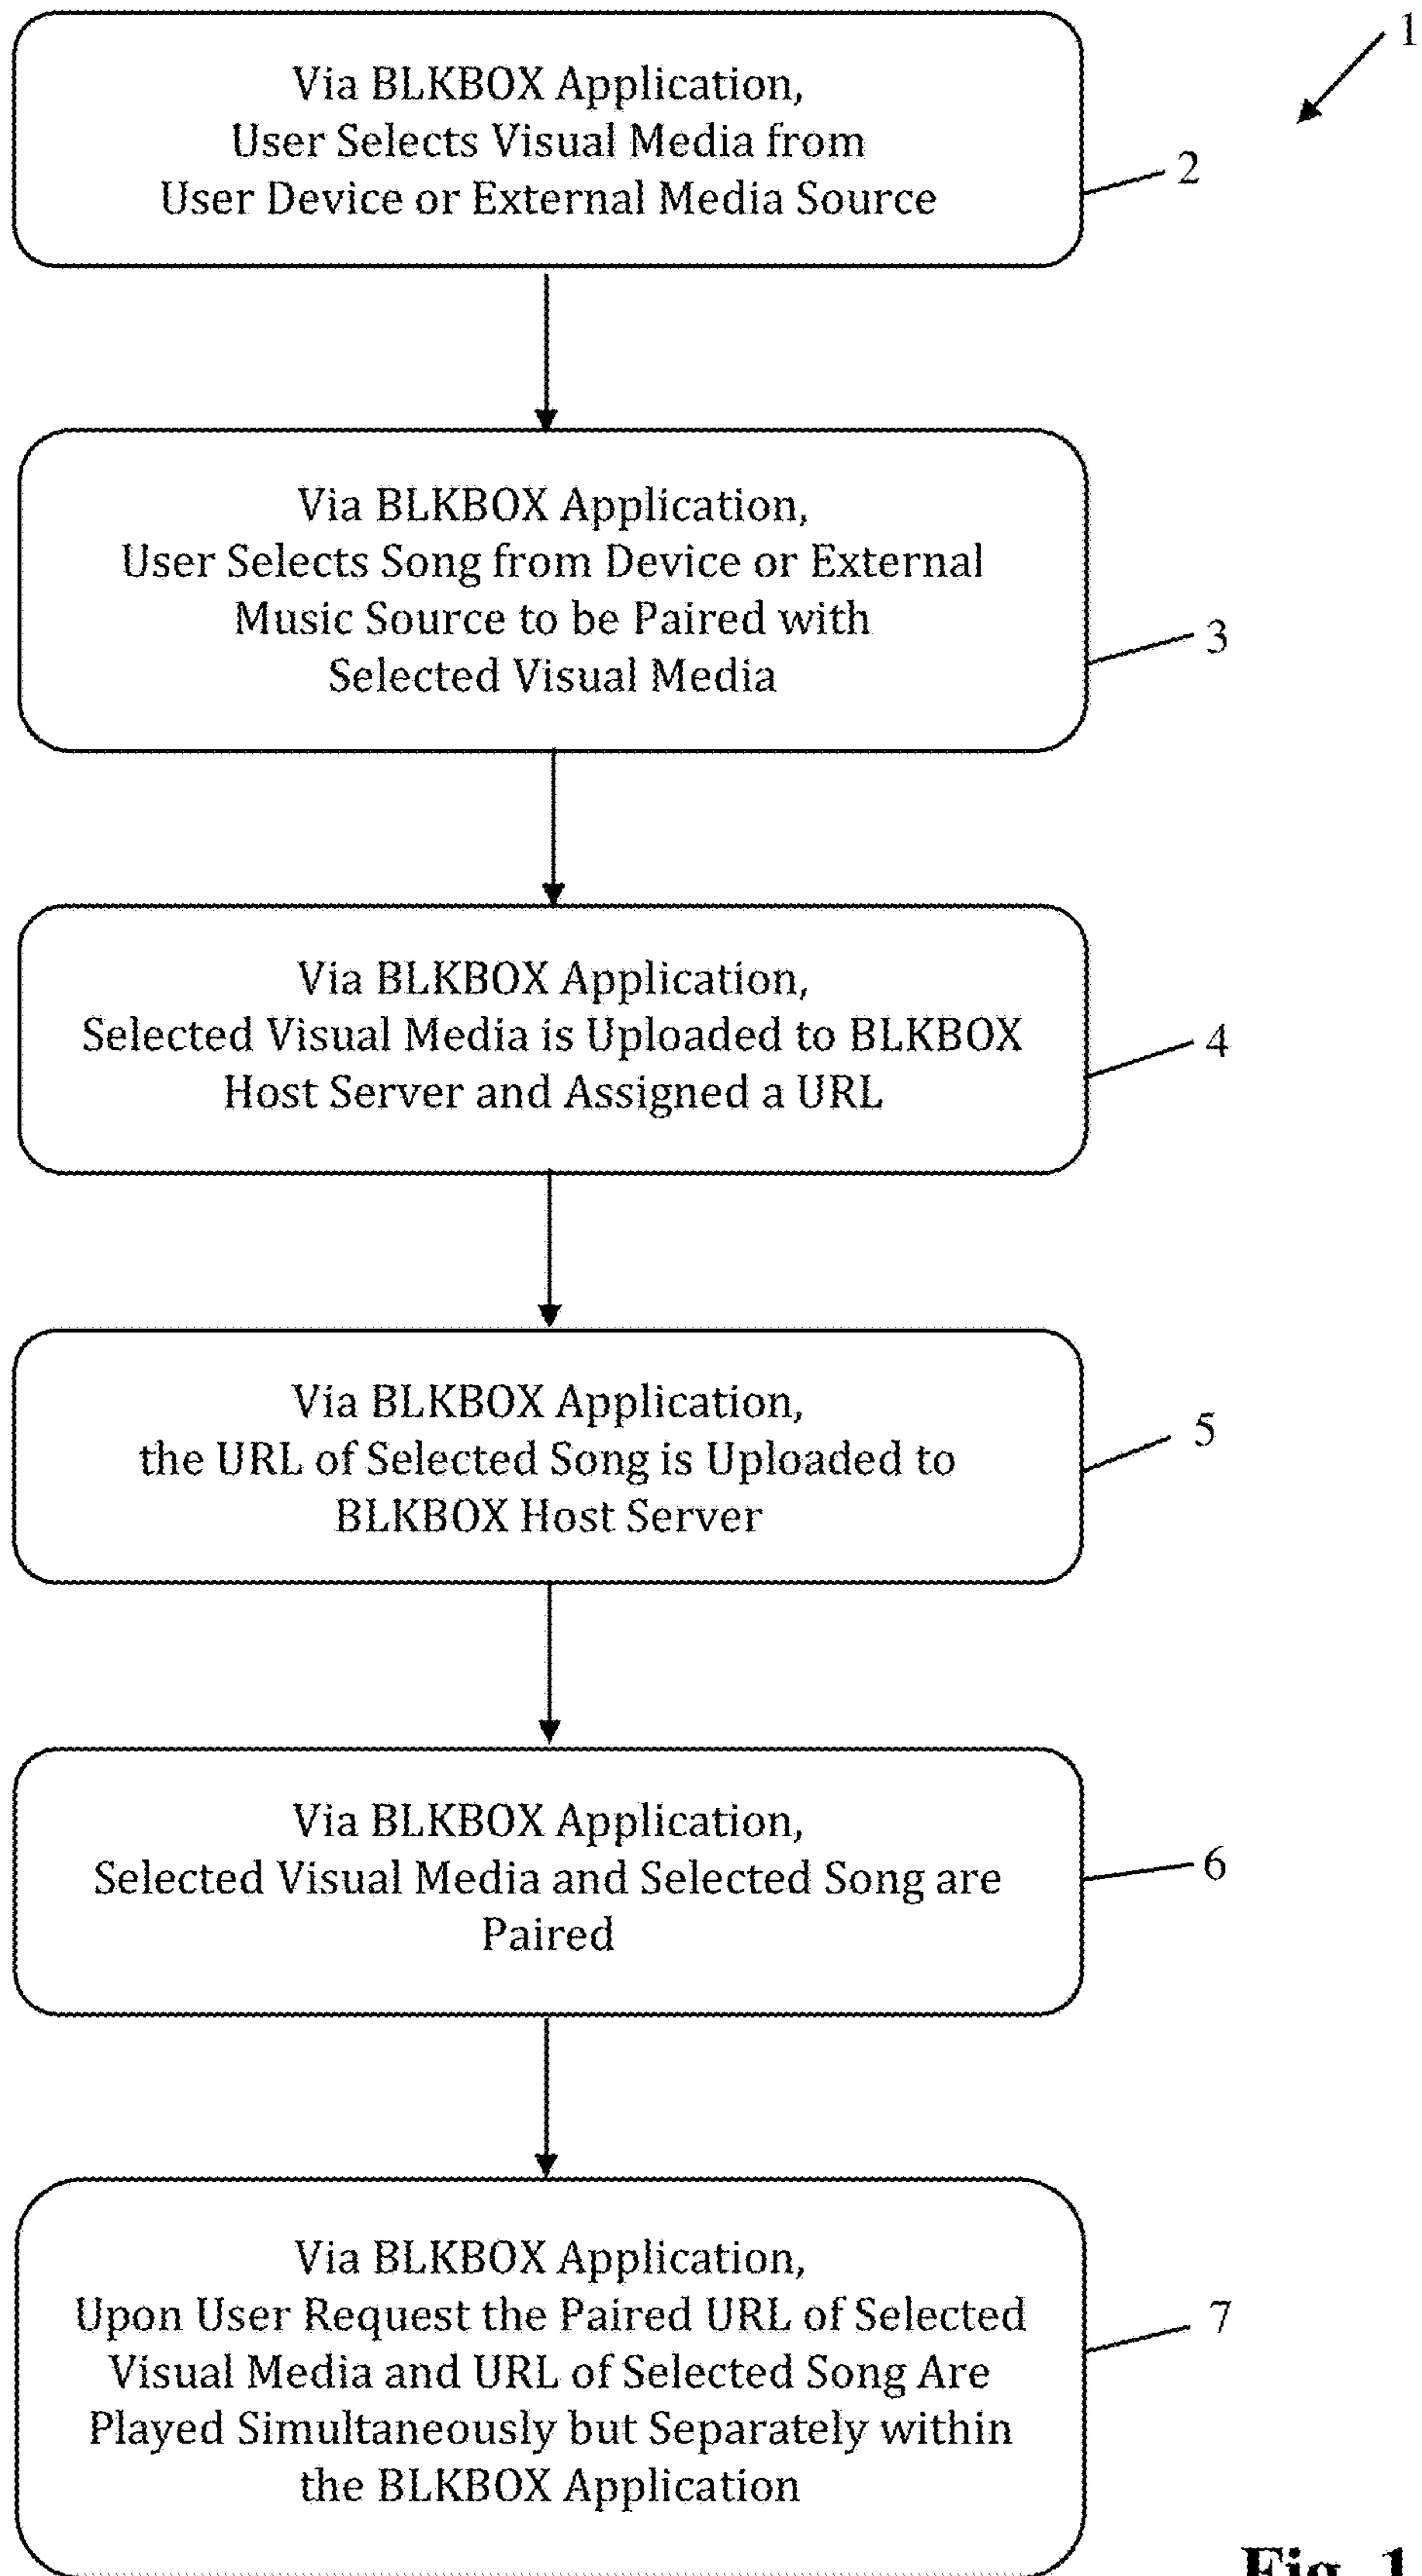 1
Via BLKBOX Application,
User Selects Visual Media from
User Device or External Media Source
2
Via BLKBOX Application,
User Selects Song from Device or External
Music Source to be Paired with
Selected Visual Media
3
Via BLKBOX Application,
Selected Visual Media is Uploaded to BLKBOX
Host Server and Assigned a URL
4
Via BLKBOX Application,
the URL of Selected Song is Uploaded to
BLKBOX Host Server
5
Via BLKBOX Application,
Selected Visual Media and Selected Song are
Paired
6
Via BLKBOX Application,
Upon User Request the Paired URL of Selected
Visual Media and URL of Selected Song Are
Played Simultaneously but Separately within
the BLKBOX Application
7
Fig. 1